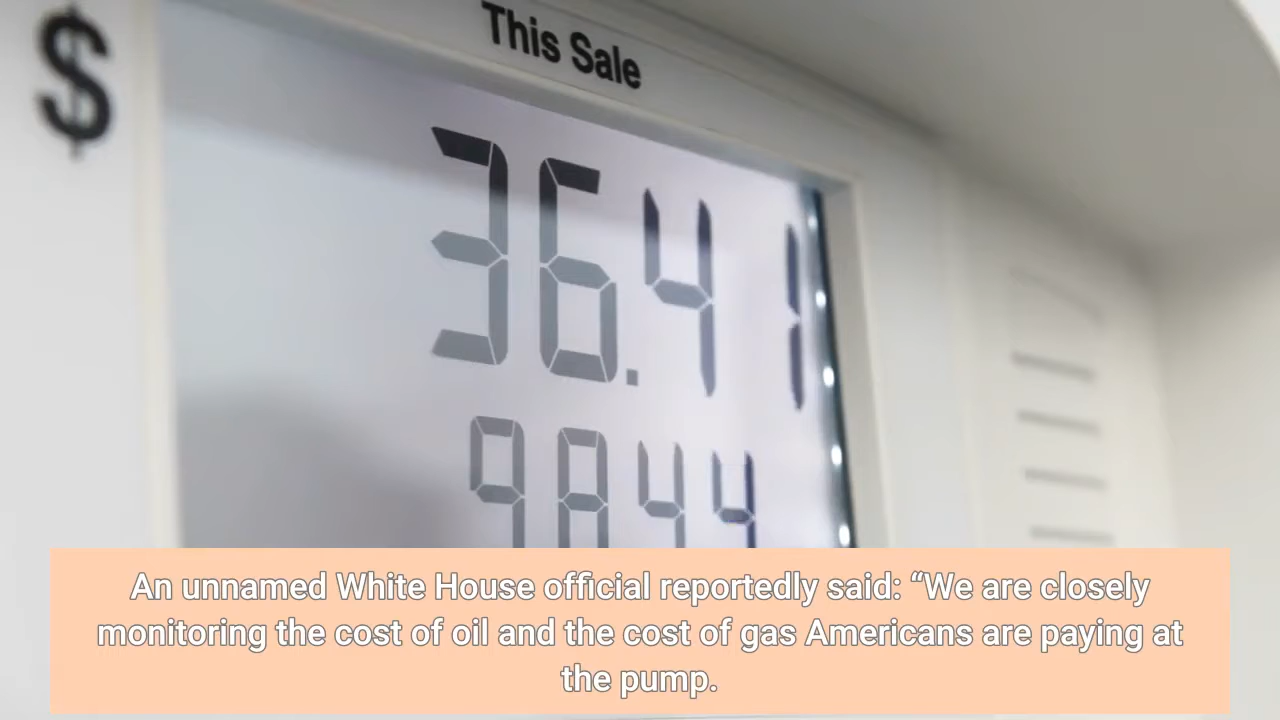 $
This Sale
36.41
9844
An unnamed White House official reportedly said: “We are closely
monitoring the cost of oil and the cost of gas Americans are paying at
the pump.